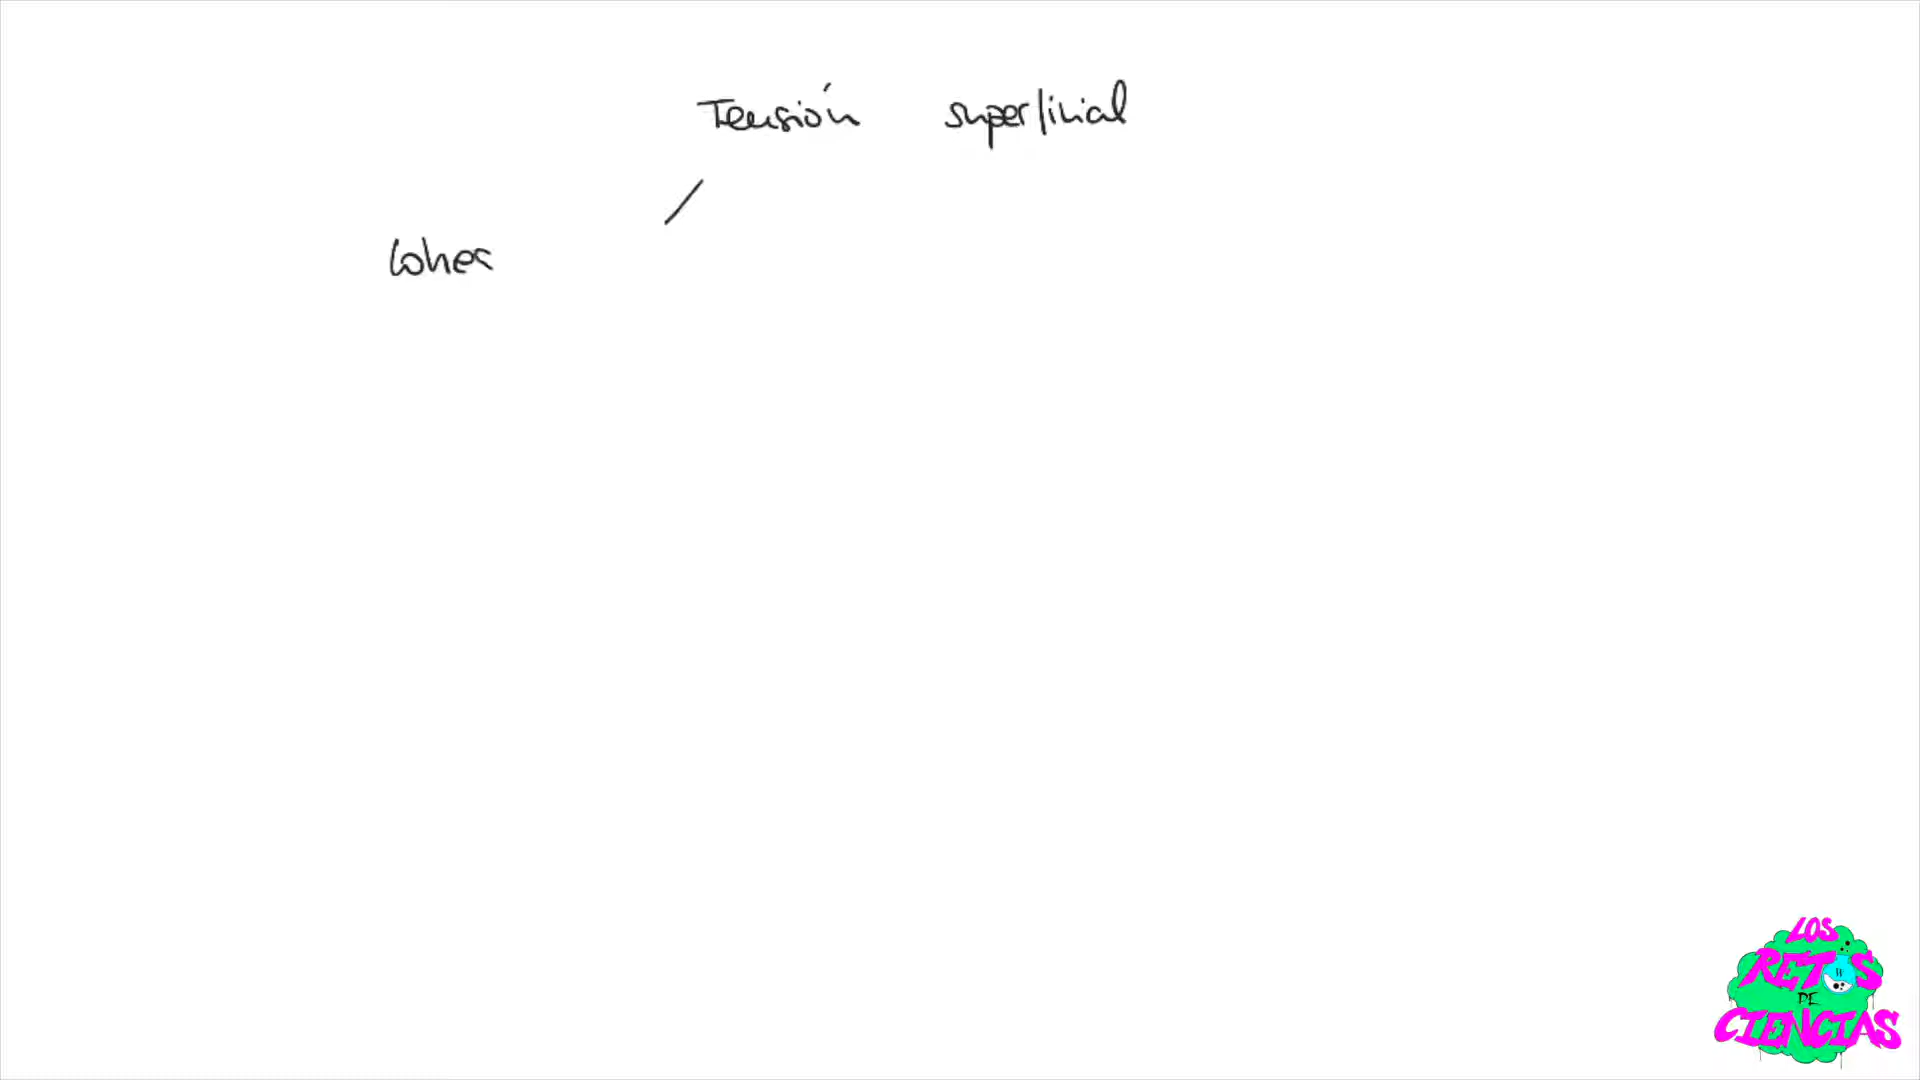 Tensión superficial
Cohes
LOS
RETOS
DE
CIENCIAS